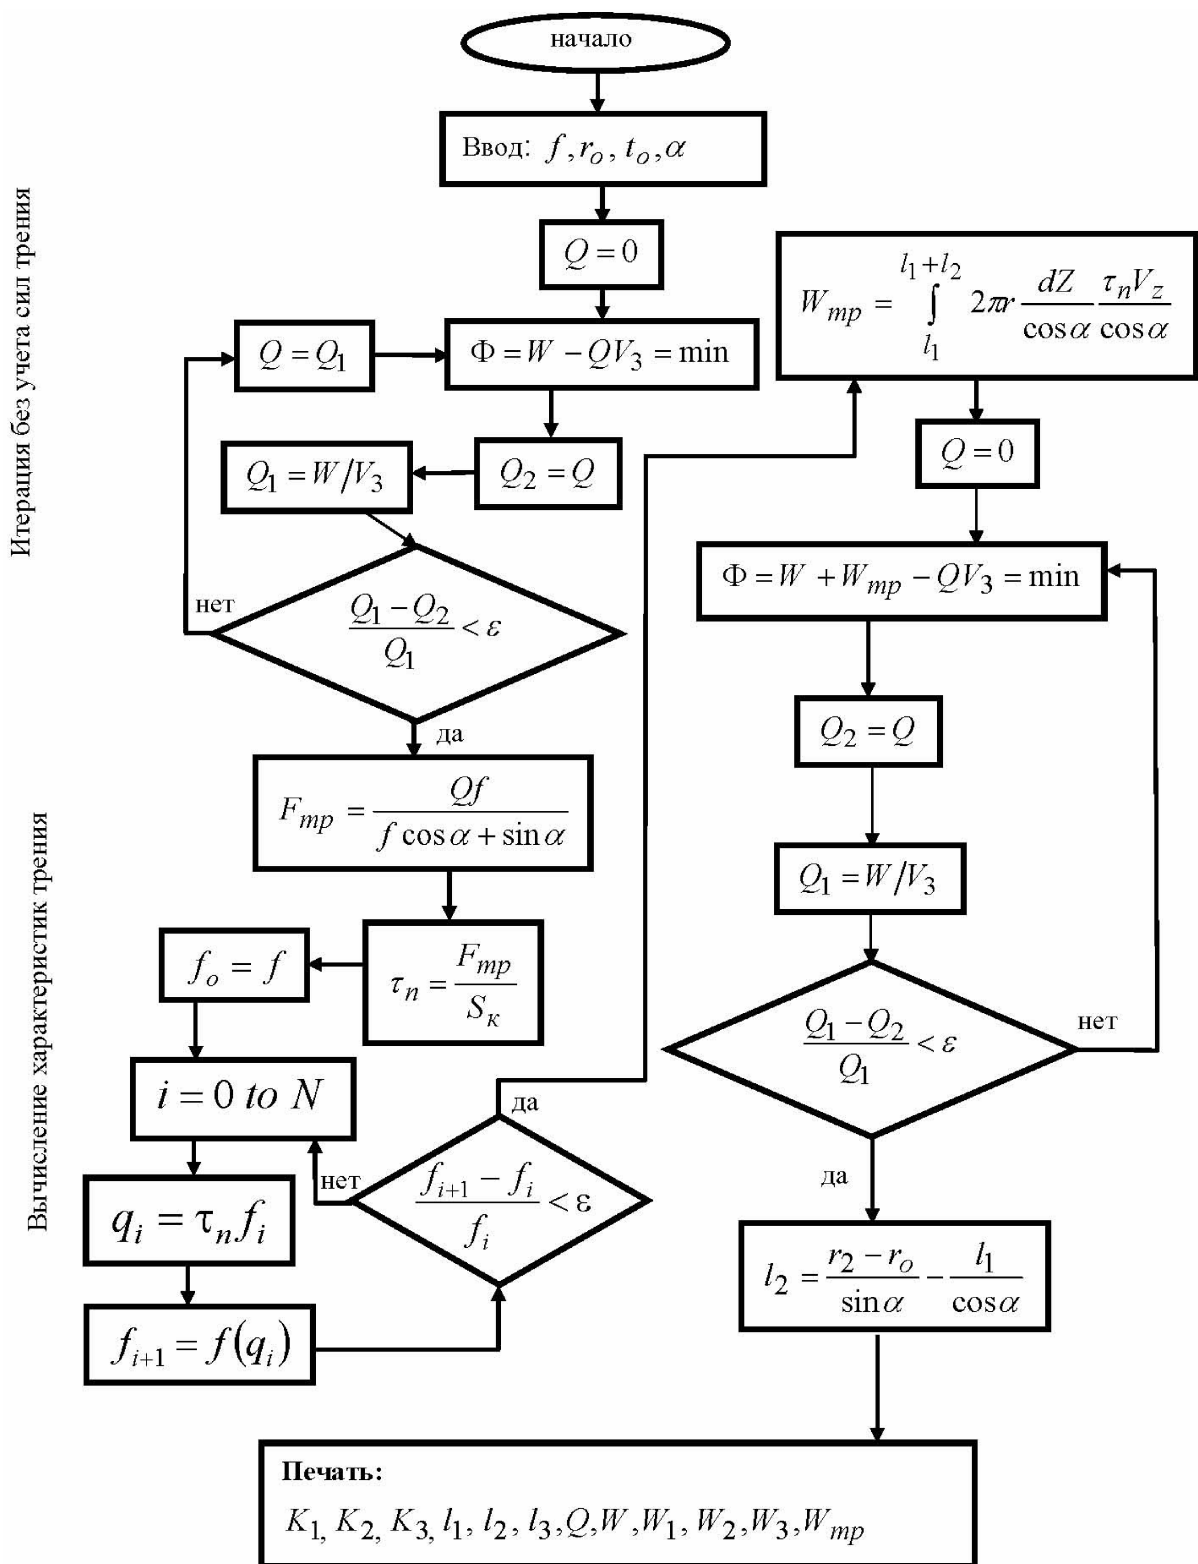 начало
Ввод: f, r_o, t_o, α
Q = 0
Итерация без учета сил трения
Q = Q_1
Φ = W − QV_3 = min
Q_2 = Q
Q_1 = W/V_3
(Q_1 − Q_2)/Q_1 < ε
нет
да
Вычисление характеристик трения
F_mp = Qf/(f cos α + sin α)
τ_n = F_mp/S_к
f_o = f
i = 0 to N
q_i = τ_n f_i
f_{i+1} = f(q_i)
(f_{i+1} − f_i)/f_i < ε
нет
да
W_mp = ∫_{l_1}^{l_1+l_2} 2πr (dZ/cos α) (τ_n V_z/cos α)
Q = 0
Φ = W + W_mp − QV_3 = min
Q_2 = Q
Q_1 = W/V_3
(Q_1 − Q_2)/Q_1 < ε
нет
да
l_2 = (r_2 − r_o)/sin α − l_1/cos α
Печать:
K_1, K_2, K_3, l_1, l_2, l_3, Q, W, W_1, W_2, W_3, W_mp